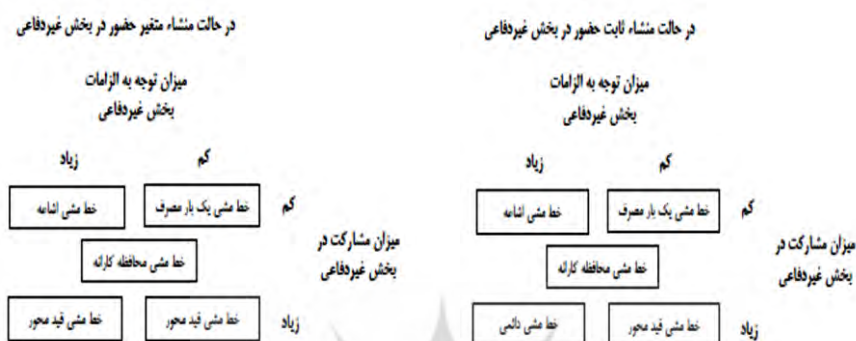 در حالت منشاء ثابت حضور در بخش غیردفاعی
میزان توجه به الزامات
بخش غیردفاعی
کم
زیاد
کم
خط مشی یک بار مصرف
خط مشی اشاعه
میزان مشارکت در
بخش غیردفاعی
خط مشی محافظه کارانه
زیاد
خط مشی قید محور
خط مشی دائمی
در حالت منشاء متغیر حضور در بخش غیردفاعی
میزان توجه به الزامات
بخش غیردفاعی
کم
زیاد
کم
خط مشی یک بار مصرف
خط مشی اشاعه
میزان مشارکت در
بخش غیردفاعی
خط مشی محافظه کارانه
زیاد
خط مشی قید محور
خط مشی قید محور